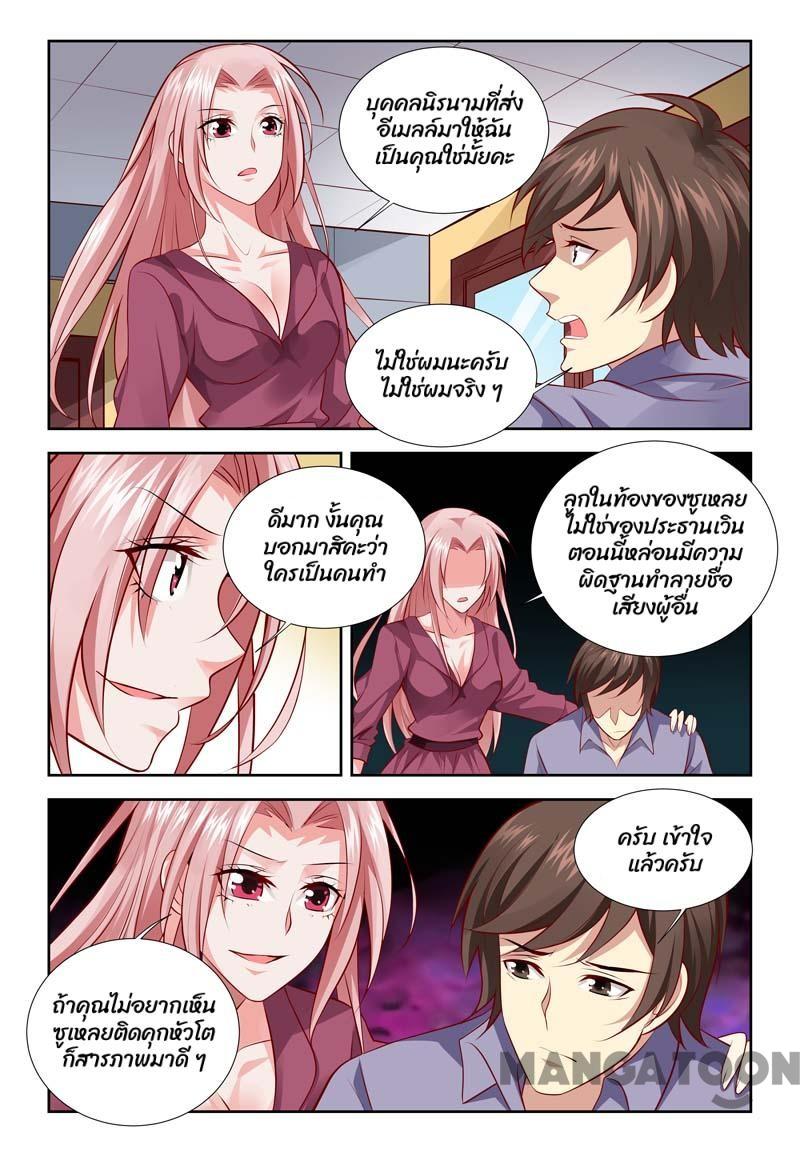 บุคคลนิรนามที่ส่ง
อีเมลล์มาให้ฉัน
เป็นคุณใช่มั้ยคะ
ไม่ใช่ผมนะครับ
ไม่ใช่ผมจริง ๆ
ดีมาก งั้นคุณ
บอกมาสิคะว่า
ใครเป็นคนทำ
ลูกในท้องของซูเหลย
ไม่ใช่ของประธานเวิน
ตอนนี้หล่อนมีความ
ผิดฐานทำลายชื่อ
เสียงผู้อื่น
ครับ เข้าใจ
แล้วครับ
ถ้าคุณไม่อยากเห็น
ซูเหลยติดคุกหัวโต
ก็สารภาพมาดี ๆ
MANGATOON